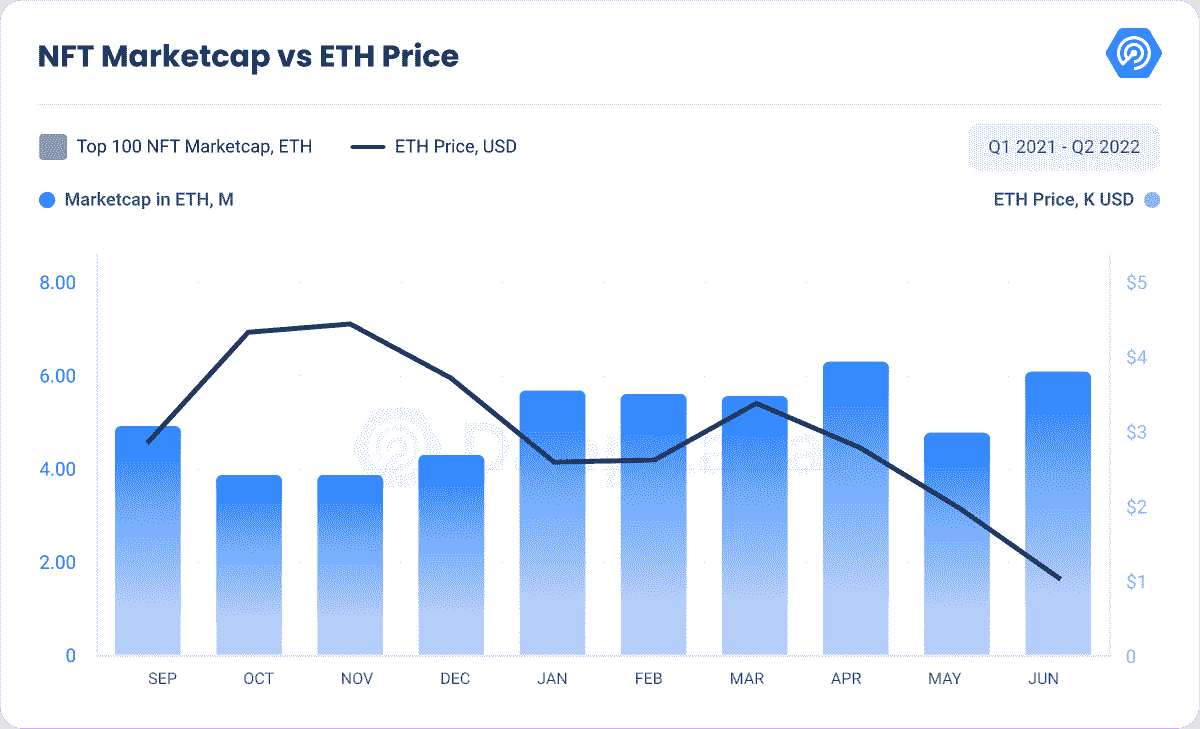 NFT Marketcap vs ETH Price
Top 100 NFT Marketcap, ETH
ETH Price, USD
Q1 2021 - Q2 2022
Marketcap in ETH, M
ETH Price, K USD
8.00
6.00
4.00
2.00
0
$5
$4
$3
$2
$1
0
SEP OCT NOV DEC JAN FEB MAR APR MAY JUN